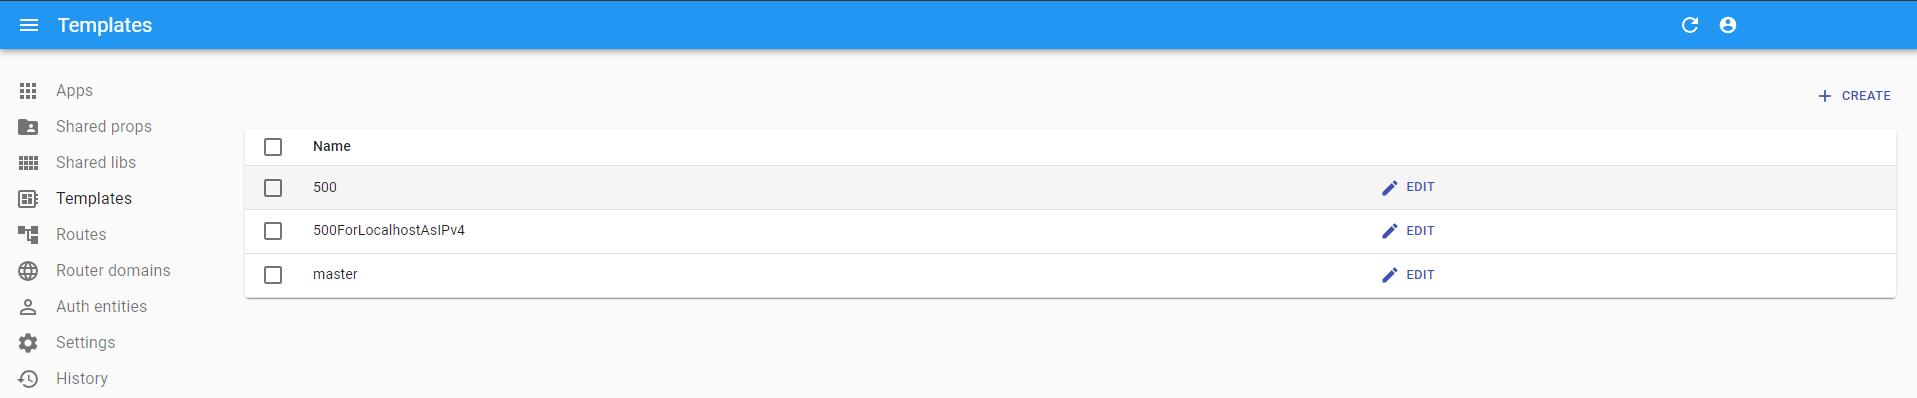 Templates
Apps
Shared props
Shared libs
Templates
Routes
Router domains
Auth entities
Settings
History
CREATE
Name
500 EDIT
500ForLocalhostAsIPv4 EDIT
master EDIT